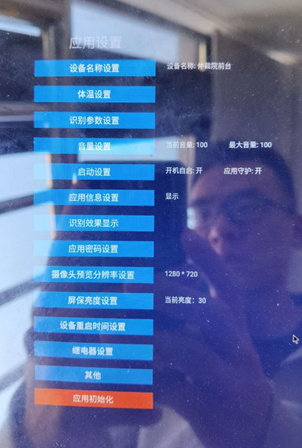 应用设置
设备名称设置 设备名称: 仲裁院前台
体温设置
识别参数设置
音量设置 当前音量: 100 最大音量: 100
启动设置 开机自启: 开 应用守护: 开
应用信息设置 显示
识别效果显示
应用密码设置
摄像头预览分辨率设置 1280 * 720
屏保亮度设置 当前亮度: 30
设备重启时间设置
继电器设置
其他
应用初始化